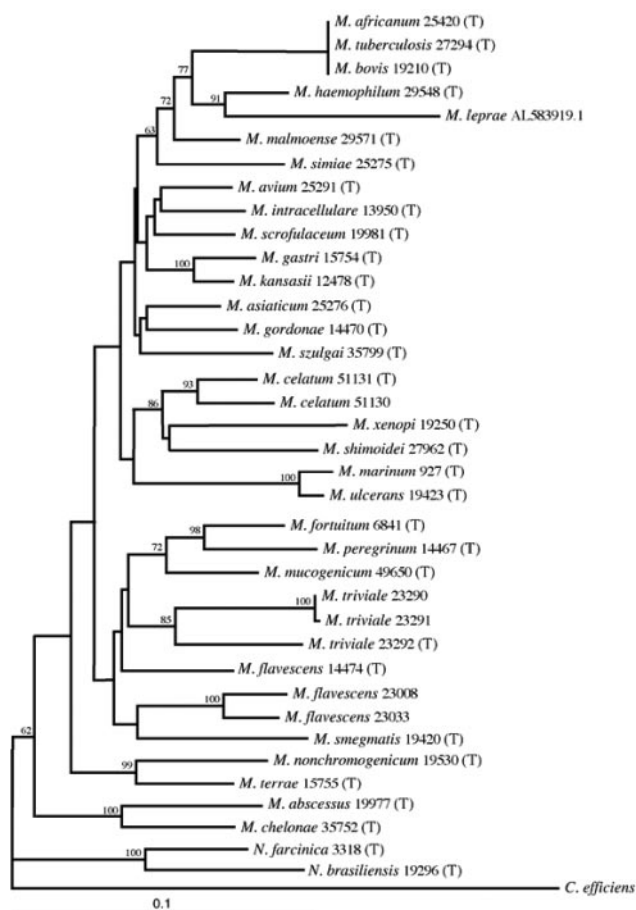 M. africanum 25420 (T)
M. tuberculosis 27294 (T)
M. bovis 19210 (T)
77
91
M. haemophilum 29548 (T)
M. leprae AL583919.1
72
M. malmoense 29571 (T)
63
M. simiae 25275 (T)
M. avium 25291 (T)
M. intracellulare 13950 (T)
M. scrofulaceum 19981 (T)
M. gastri 15754 (T)
100
M. kansasii 12478 (T)
M. asiaticum 25276 (T)
M. gordonae 14470 (T)
M. szulgai 35799 (T)
93
M. celatum 51131 (T)
86
M. celatum 51130
M. xenopi 19250 (T)
M. shimoidei 27962 (T)
100
M. marinum 927 (T)
M. ulcerans 19423 (T)
98
M. fortuitum 6841 (T)
72
M. peregrinum 14467 (T)
M. mucogenicum 49650 (T)
100
M. triviale 23290
M. triviale 23291
85
M. triviale 23292 (T)
M. flavescens 14474 (T)
100
M. flavescens 23008
M. flavescens 23033
M. smegmatis 19420 (T)
62
99
M. nonchromogenicum 19530 (T)
M. terrae 15755 (T)
100
M. abscessus 19977 (T)
M. chelonae 35752 (T)
100
N. farcinica 3318 (T)
N. brasiliensis 19296 (T)
C. efficiens
0.1